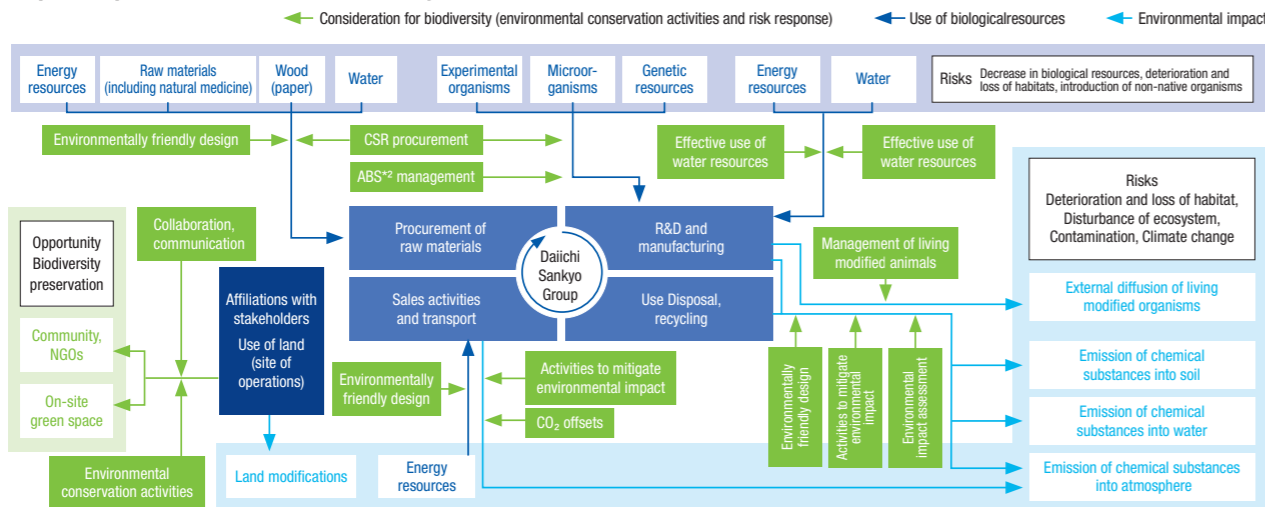 Consideration for biodiversity (environmental conservation activities and risk response)
Use of biologicalresources
Environmental impact
Energy
resources
Raw materials
(including natural medicine)
Wood
(paper)
Water
Experimental
organisms
Microor-
ganisms
Genetic
resources
Energy
resources
Water
Risks
Decrease in biological resources, deterioration and
loss of habitats, introduction of non-native organisms
Environmentally friendly design
CSR procurement
ABS*2 management
Effective use of
water resources
Effective use of
water resources
Risks
Deterioration and loss of habitat,
Disturbance of ecosystem,
Contamination, Climate change
Opportunity
Biodiversity
preservation
Collaboration,
communication
Procurement of
raw materials
R&D and
manufacturing
Daiichi
Sankyo
Group
Management of living
modified animals
Affiliations with
stakeholders
Use of land
(site of
operations)
Sales activities
and transport
Use Disposal,
recycling
External diffusion of living
modified organisms
Community,
NGOs
On-site
green space
Environmentally
friendly design
Activities to mitigate
environmental impact
CO₂ offsets
Environmentally
friendly design
Activities to mitigate
environmental
impact
Environmental
impact assessment
Emission of chemical
substances into soil
Emission of chemical
substances into water
Environmental
conservation activities
Land modifications
Energy
resources
Emission of chemical substances
into atmosphere